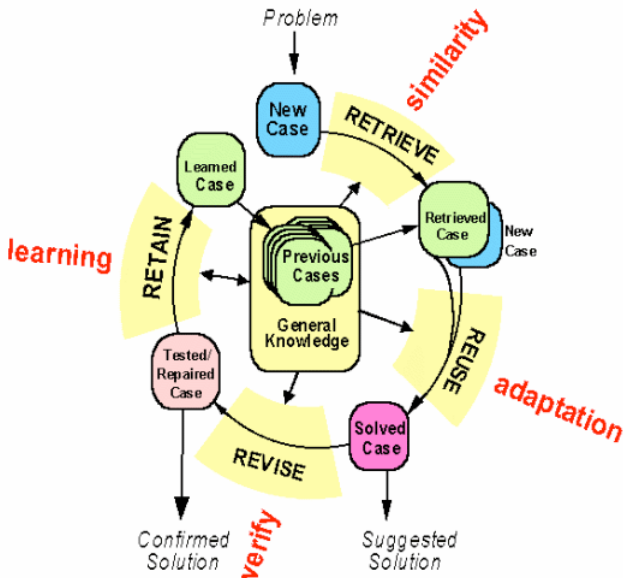 Problem
similarity
New
Case
RETRIEVE
Learned
Case
Retrieved
Case
New
Case
Previous
Cases
learning
RETAIN
General
Knowledge
REUSE
adaptation
Tested/
Repaired
Case
Solved
Case
REVISE
verify
Confirmed
Solution
Suggested
Solution